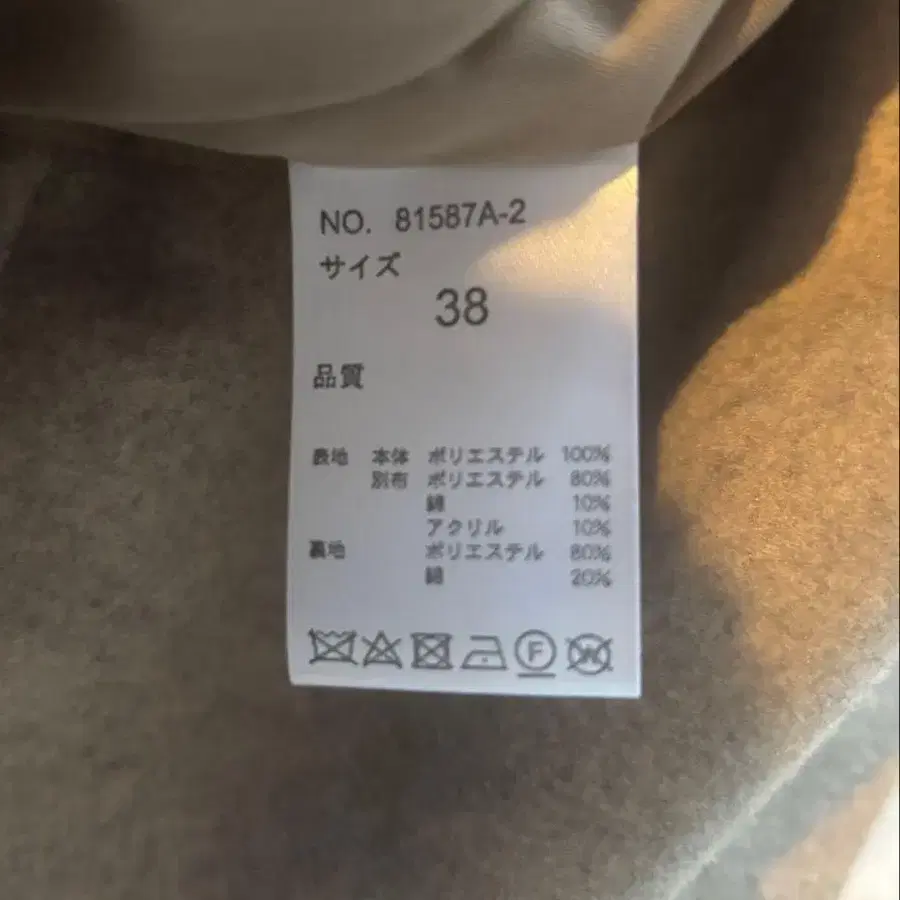 NO. 81587A-2
サイズ
38
品質
表地 本体 ポリエステル 100%
別布 ポリエステル 80%
綿 10%
アクリル 10%
裏地 ポリエステル 80%
綿 20%
F
W